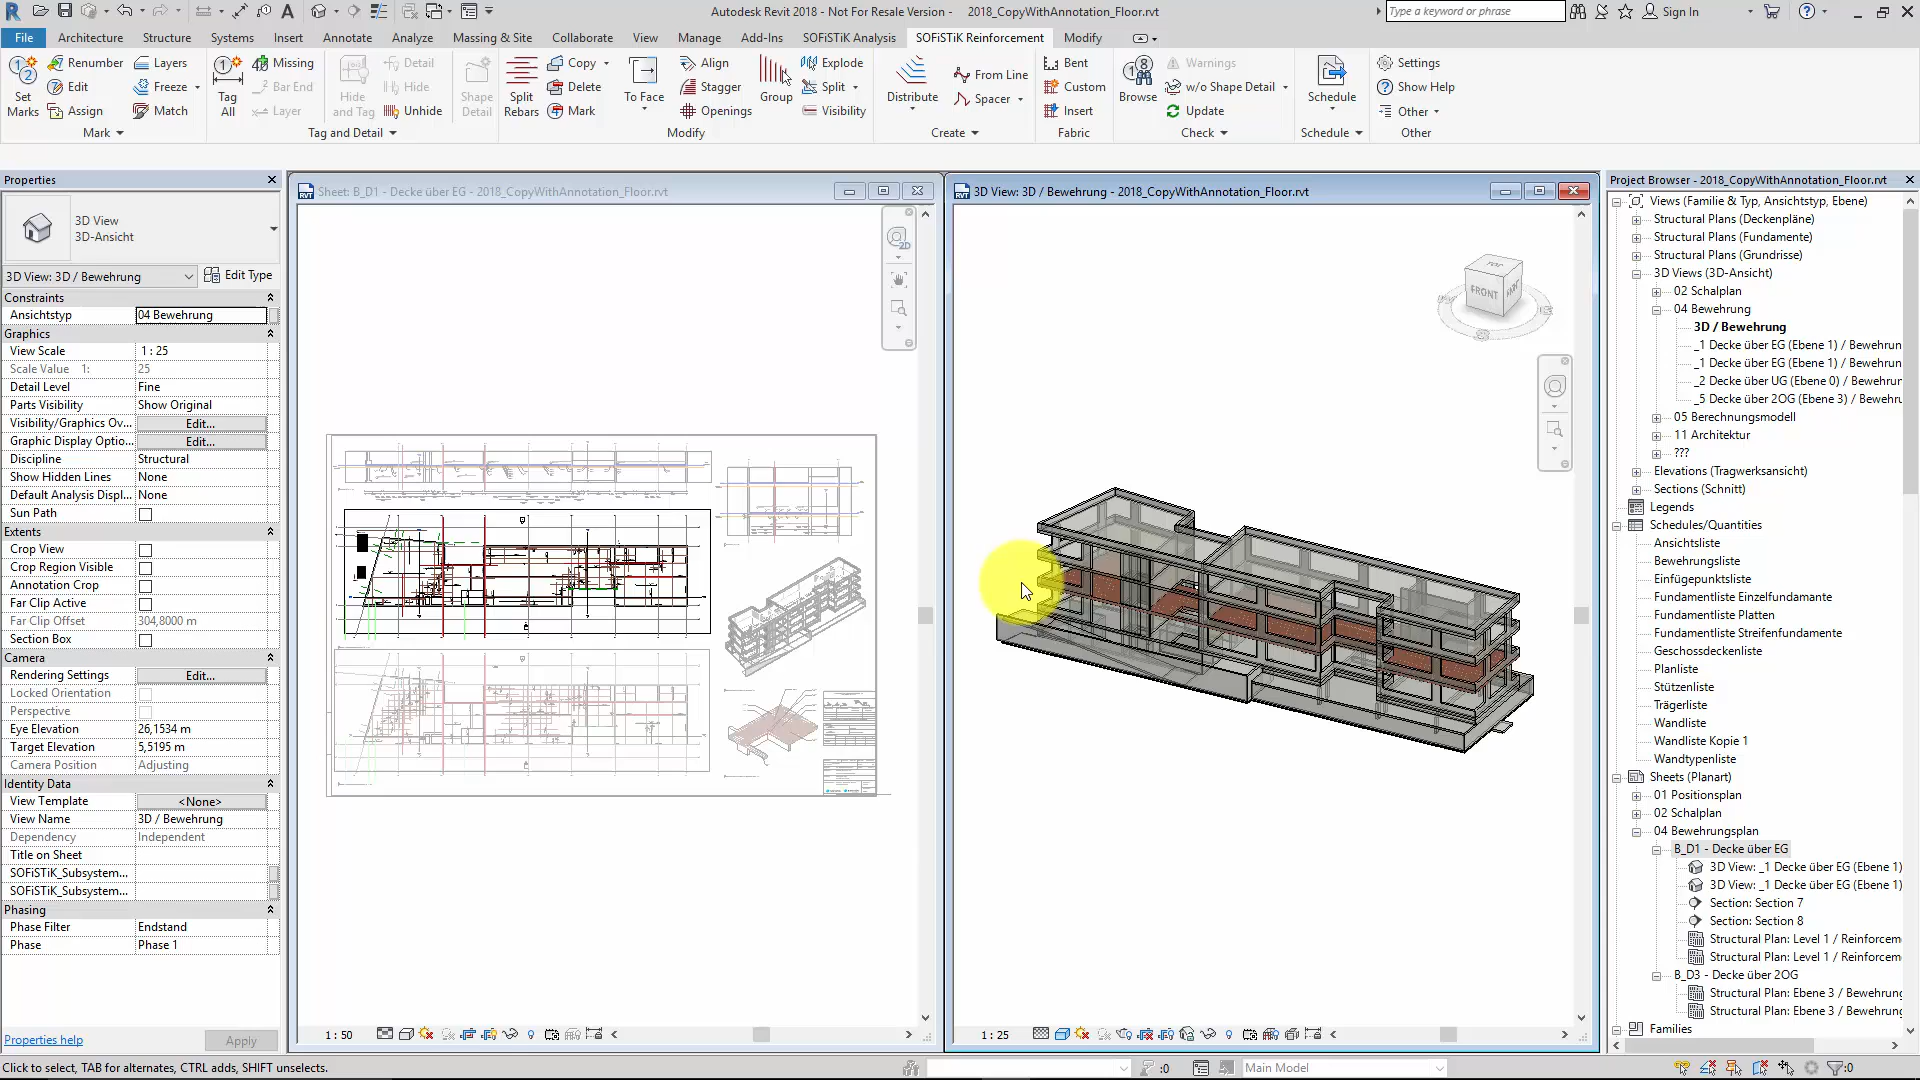 Autodesk Revit 2018 - Not For Resale Version - 2018_CopyWithAnnotation_Floor.rvt
Type a keyword or phrase
Sign In
File Architecture Structure Systems Insert Annotate Analyze Massing & Site Collaborate View Manage Add-Ins SOFiSTiK Analysis SOFiSTiK Reinforcement Modify
Set Marks
Renumber
Edit
Assign
Layers
Freeze
Match
Mark
Tag All
Missing
Bar End
Layer
Hide and Tag
Detail
Hide
Unhide
Tag and Detail
Shape Detail
Split Rebars
Copy
Delete
Mark
To Face
Align
Stagger
Openings
Group
Explode
Split
Visibility
Modify
Distribute
From Line
Spacer
Create
Bent
Custom
Insert
Fabric
Browse
Warnings
w/o Shape Detail
Update
Check
Schedule
Schedule
Settings
Show Help
Other
Other
Properties
3D View
3D-Ansicht
3D View: 3D / Bewehrung
Edit Type
Constraints
Ansichtstyp 04 Bewehrung
Graphics
View Scale 1 : 25
Scale Value 1: 25
Detail Level Fine
Parts Visibility Show Original
Visibility/Graphics Ov... Edit...
Graphic Display Optio... Edit...
Discipline Structural
Show Hidden Lines None
Default Analysis Displ... None
Sun Path
Extents
Crop View
Crop Region Visible
Annotation Crop
Far Clip Active
Far Clip Offset 304,8000 m
Section Box
Camera
Rendering Settings Edit...
Locked Orientation
Perspective
Eye Elevation 26,1534 m
Target Elevation 5,5195 m
Camera Position Adjusting
Identity Data
View Template <None>
View Name 3D / Bewehrung
Dependency Independent
Title on Sheet
SOFiSTiK_Subsystem...
SOFiSTiK_Subsystem...
Phasing
Phase Filter Endstand
Phase Phase 1
Properties help
Apply
Sheet: B_D1 - Decke über EG - 2018_CopyWithAnnotation_Floor.rvt
2D
1 : 50
3D View: 3D / Bewehrung - 2018_CopyWithAnnotation_Floor.rvt
TOP
FRONT
1 : 25
Project Browser - 2018_CopyWithAnnotation_Floor.rvt
Views (Familie & Typ, Ansichtstyp, Ebene)
Structural Plans (Deckenpläne)
Structural Plans (Fundamente)
Structural Plans (Grundrisse)
3D Views (3D-Ansicht)
02 Schalplan
04 Bewehrung
3D / Bewehrung
_1 Decke über EG (Ebene 1) / Bewehrun
_1 Decke über EG (Ebene 1) / Bewehrun
_2 Decke über UG (Ebene 0) / Bewehrur
_5 Decke über 2OG (Ebene 3) / Bewehru
05 Berechnungsmodell
11 Architektur
???
Elevations (Tragwerksansicht)
Sections (Schnitt)
Legends
Schedules/Quantities
Ansichtsliste
Bewehrungsliste
Einfügepunktsliste
Fundamentliste Einzelfundamante
Fundamentliste Platten
Fundamentliste Streifenfundamente
Geschossdeckenliste
Planliste
Stützenliste
Trägerliste
Wandliste
Wandliste Kopie 1
Wandtypenliste
Sheets (Planart)
01 Positionsplan
02 Schalplan
04 Bewehrungsplan
B_D1 - Decke über EG
3D View: _1 Decke über EG (Ebene 1)
3D View: _1 Decke über EG (Ebene 1)
Section: Section 7
Section: Section 8
Structural Plan: Level 1 / Reinforcem
Structural Plan: Level 1 / Reinforcem
B_D3 - Decke über 2OG
Structural Plan: Ebene 3 / Bewehrung
Structural Plan: Ebene 3 / Bewehrung
Families
Click to select, TAB for alternates, CTRL adds, SHIFT unselects.
:0
Main Model
:0